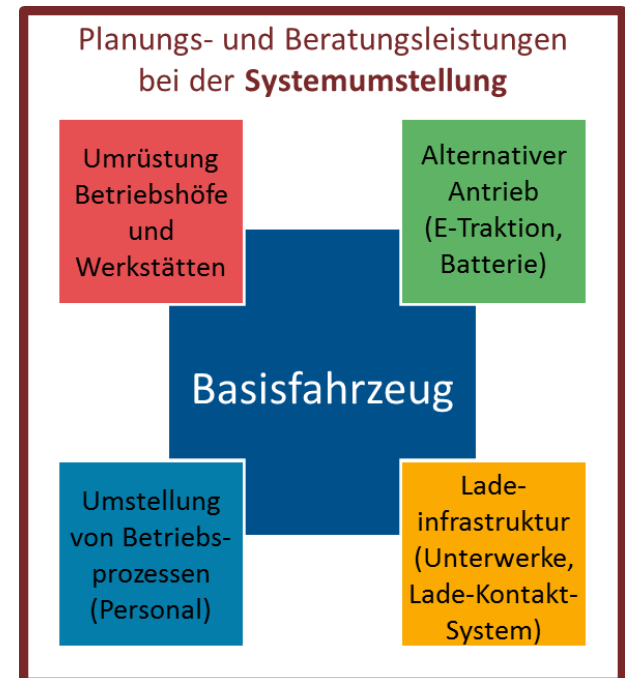 Planungs- und Beratungsleistungen
bei der Systemumstellung
Umrüstung
Betriebshöfe
und
Werkstätten
Alternativer
Antrieb
(E-Traktion,
Batterie)
Basisfahrzeug
Umstellung
von Betriebs-
prozessen
(Personal)
Lade-
infrastruktur
(Unterwerke,
Lade-Kontakt-
System)